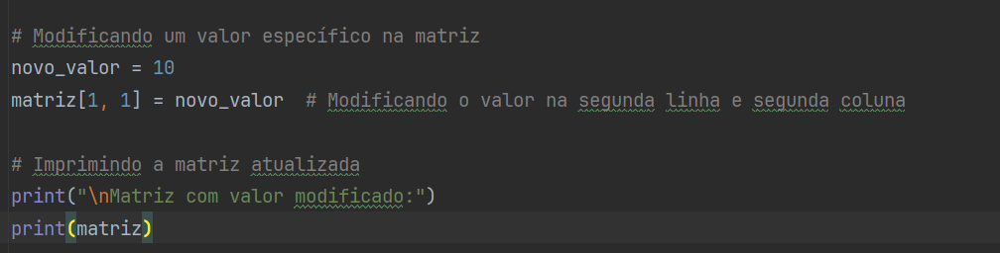 # Modificando um valor específico na matriz
novo_valor = 10
matriz[1, 1] = novo_valor  # Modificando o valor na segunda linha e segunda coluna
# Imprimindo a matriz atualizada
print("\nMatriz com valor modificado:")
print(matriz)